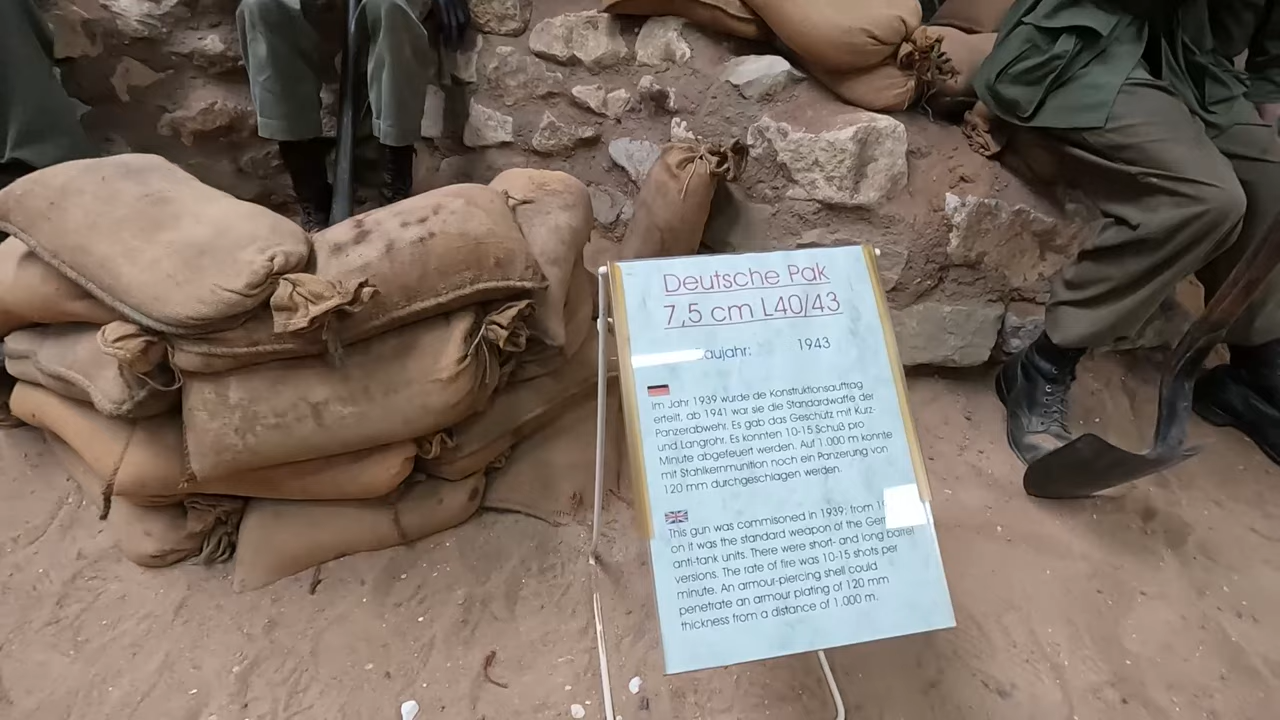 Deutsche Pak
7,5 cm L40/43
aujahr: 1943
Im Jahr 1939 wurde de Konstruktionsauftrag
erteilt, ab 1941 war sie die Standardwaffe der
Panzerabwehr. Es gab das Geschütz mit Kurz-
und Langrohr. Es konnten 10-15 Schuß pro
Minute abgefeuert werden. Auf 1.000 m konnte
mit Stahlkernmunition noch ein Panzerung von
120 mm durchgeschlagen werden.
This gun was commisoned in 1939; from
on it was the standard weapon of the
anti-tank units. There were short- and long barrel
versions. The rate of fire was 10-15 shots per
minute. An armour-piercing shell could
penetrate an armour plating of 120 mm
thickness from a distance of 1.000 m.